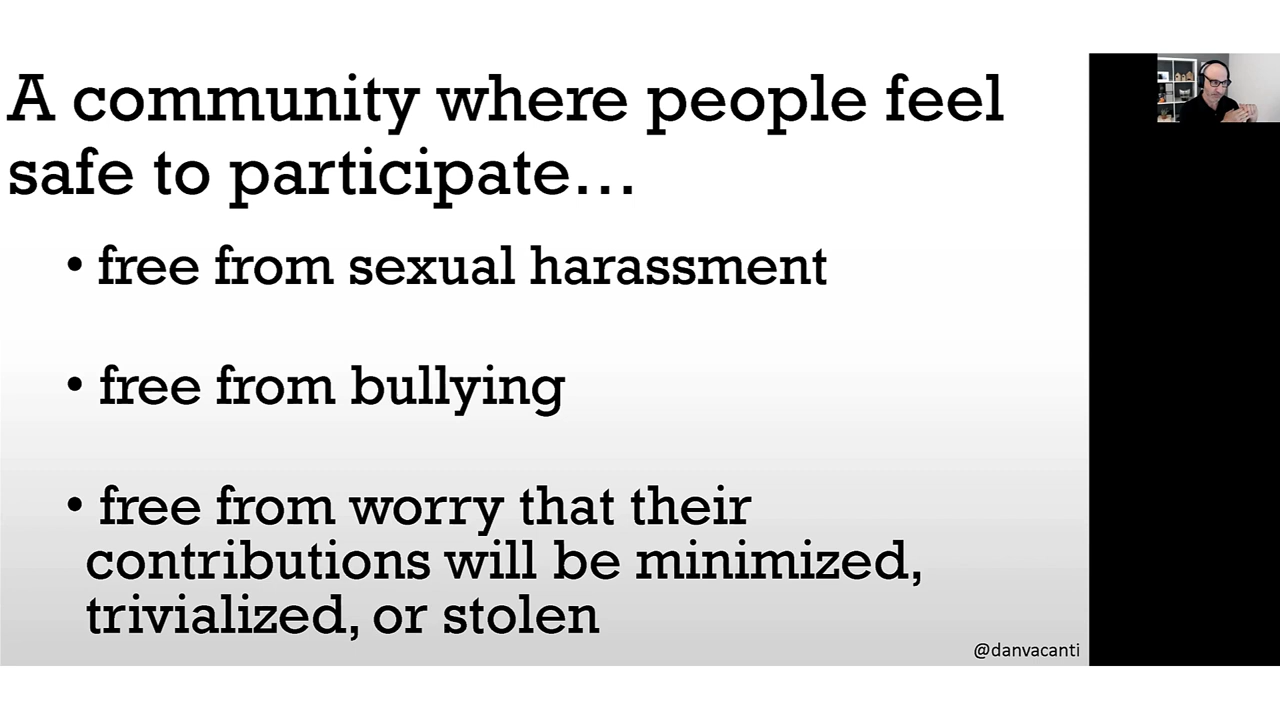 A community where people feel
safe to participate…
• free from sexual harassment
• free from bullying
• free from worry that their
contributions will be minimized,
trivialized, or stolen
@danvacanti